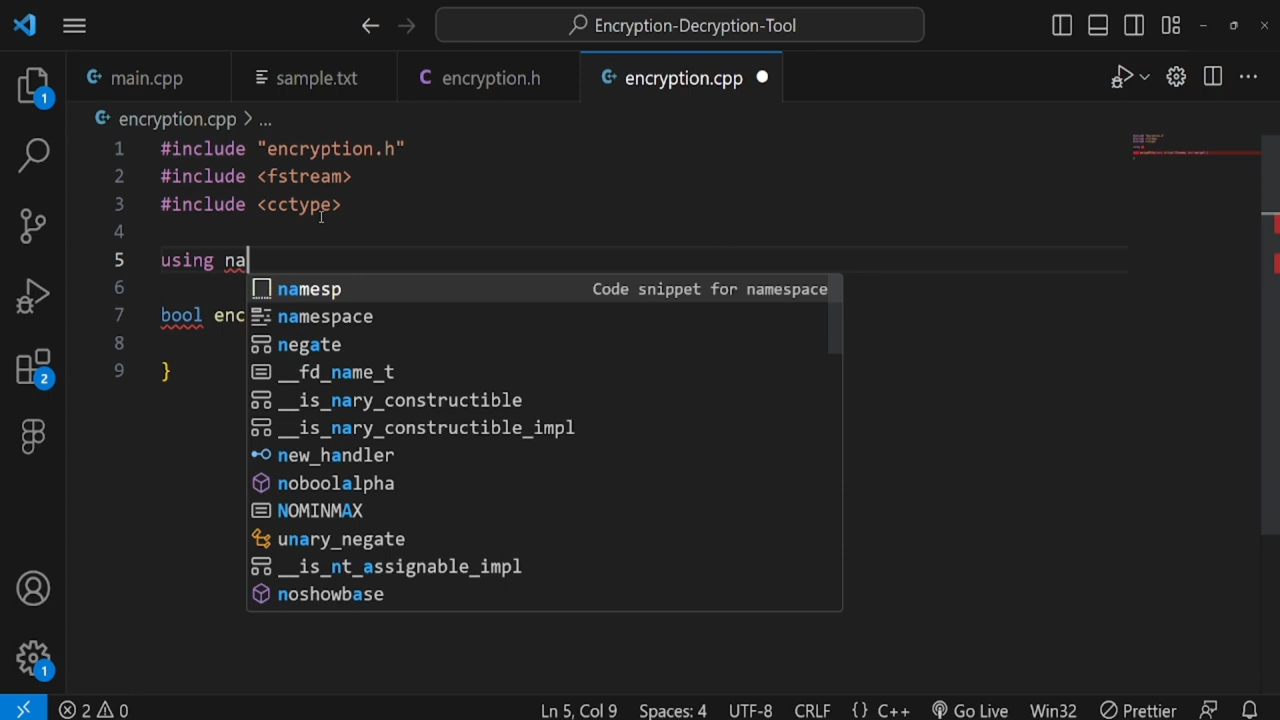 Encryption-Decryption-Tool
main.cpp
sample.txt
C encryption.h
encryption.cpp
encryption.cpp > ...
1 #include "encryption.h"
2 #include <fstream>
3 #include <cctype>
4
5 using na
6
7 bool enc
8
9 }
namesp Code snippet for namespace
namespace
negate
__fd_name_t
__is_nary_constructible
__is_nary_constructible_impl
new_handler
noboolalpha
NOMINMAX
unary_negate
__is_nt_assignable_impl
noshowbase
1
2
1
2 0 Ln 5, Col 9 Spaces: 4 UTF-8 CRLF {} C++ Go Live Win32 Prettier